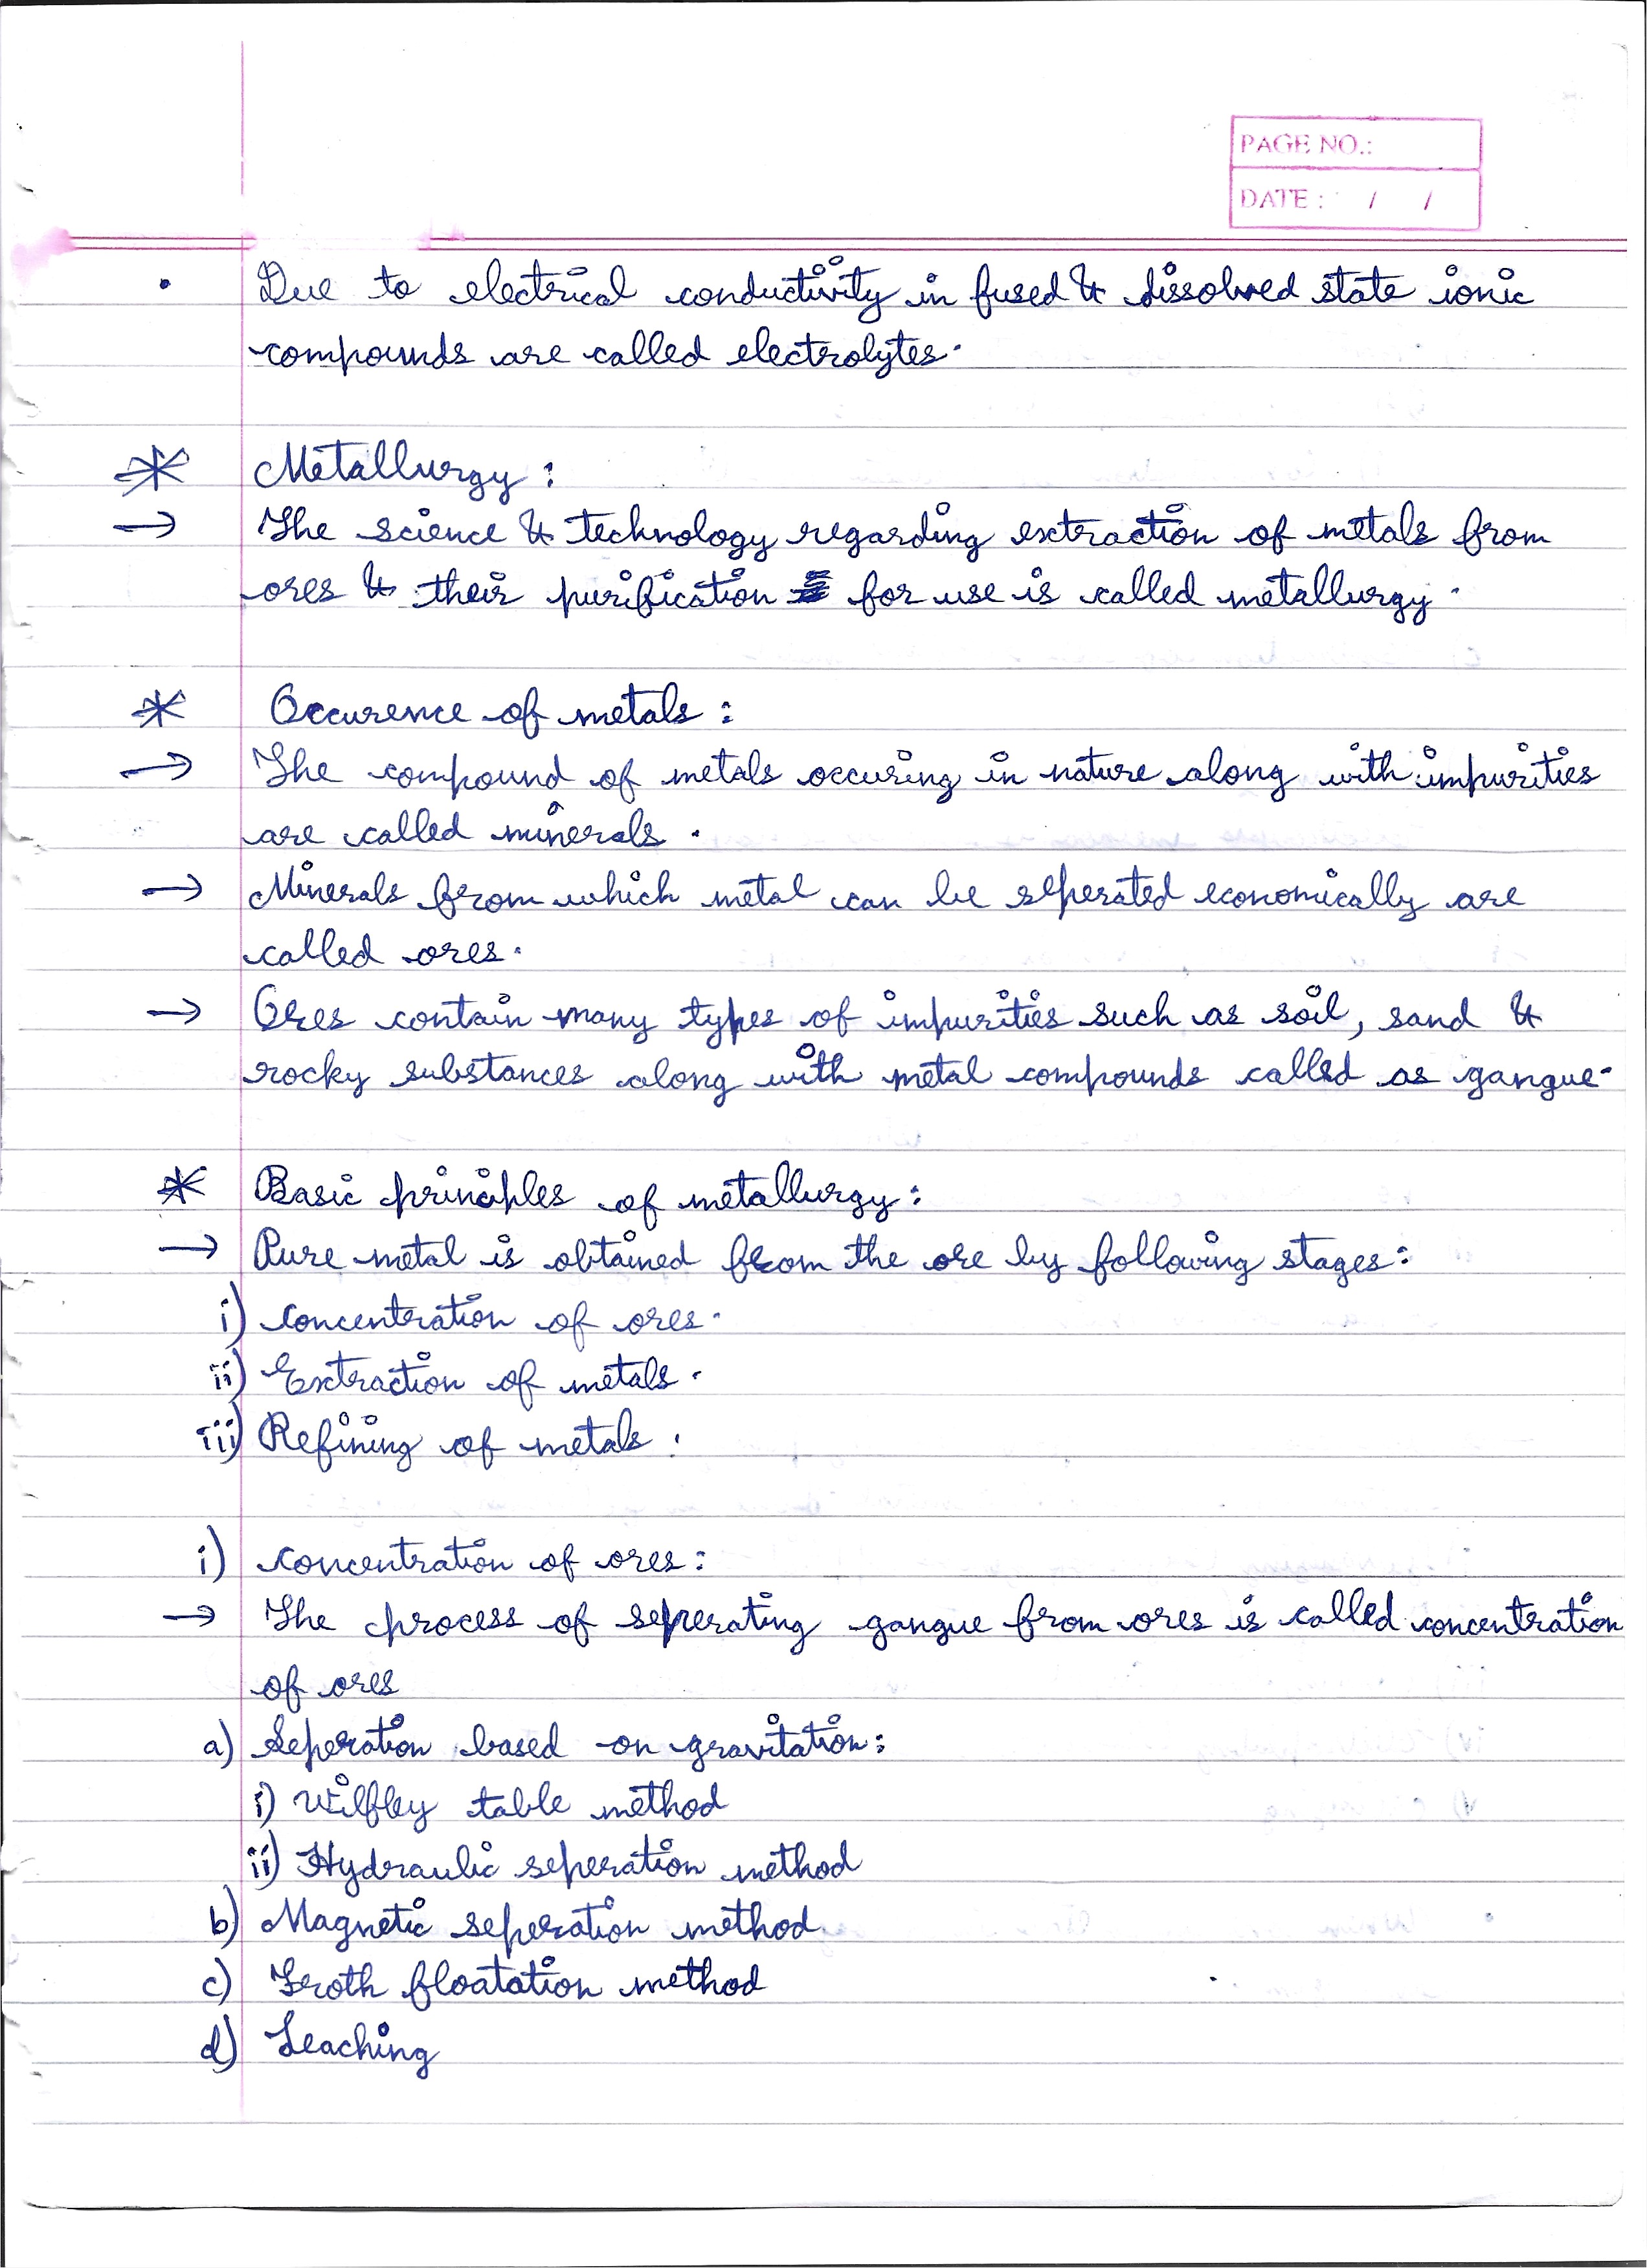 PAGE NO.:
DATE : / /
• Due to electrical conductivity in fused & dissolved state ionic
compounds are called electrolytes.
* Metallurgy :
→ The science & technology regarding extraction of metals from
ores & their purification for use is called metallurgy.
* Occurence of metals :
→ The compound of metals occuring in nature along with impurities
are called minerals.
→ Minerals from which metal can be seperated economically are
called ores.
→ Ores contain many types of impurities such as soil, sand &
rocky substances along with metal compounds called as gangue.
* Basic principles of metallurgy :
→ Pure metal is obtained from the ore by following stages :
i) Concentration of ores.
ii) Extraction of metals.
iii) Refining of metals.
i) Concentration of ores :
→ The process of seperating gangue from ores is called concentration
of ores
a) Seperation based on gravitation :
i) Wilfley table method
ii) Hydraulic seperation method
b) Magnetic seperation method
c) Froth floatation method
d) Leaching